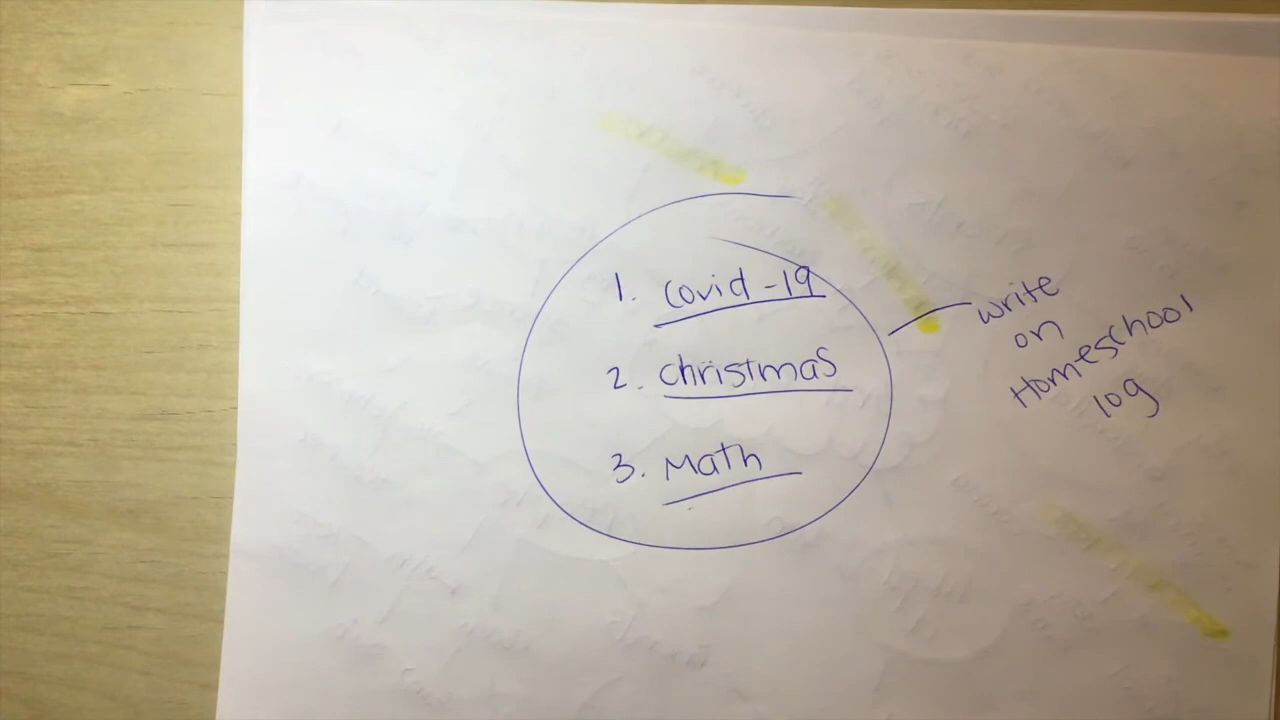 1. Covid-19
2. Christmas
3. Math
write
on
Homeschool
log